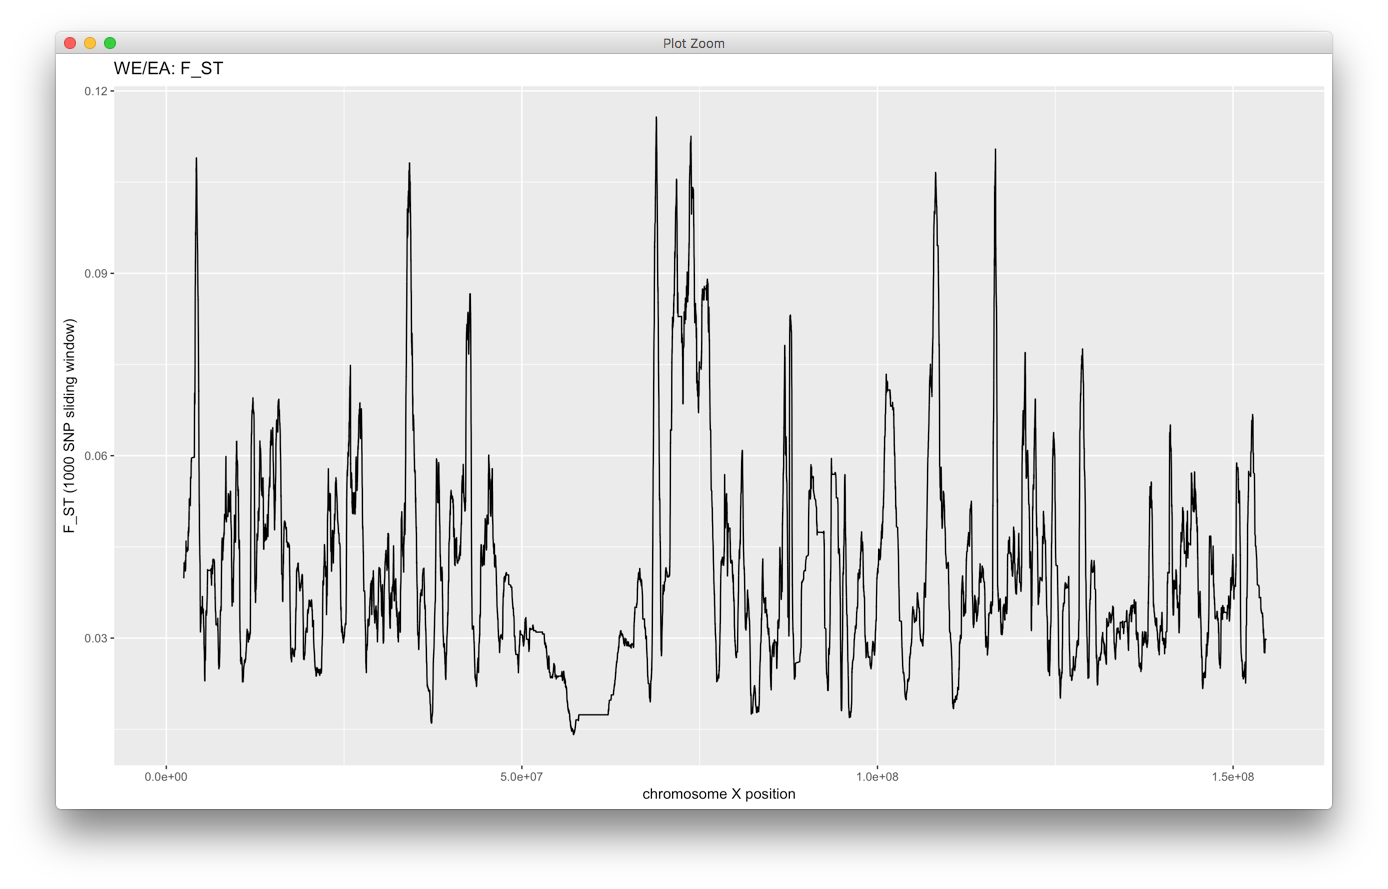 Plot Zoom
WE/EA: F_ST
0.12
0.09
0.06
0.03
F_ST (1000 SNP sliding window)
0.0e+00 5.0e+07 1.0e+08 1.5e+08
chromosome X position